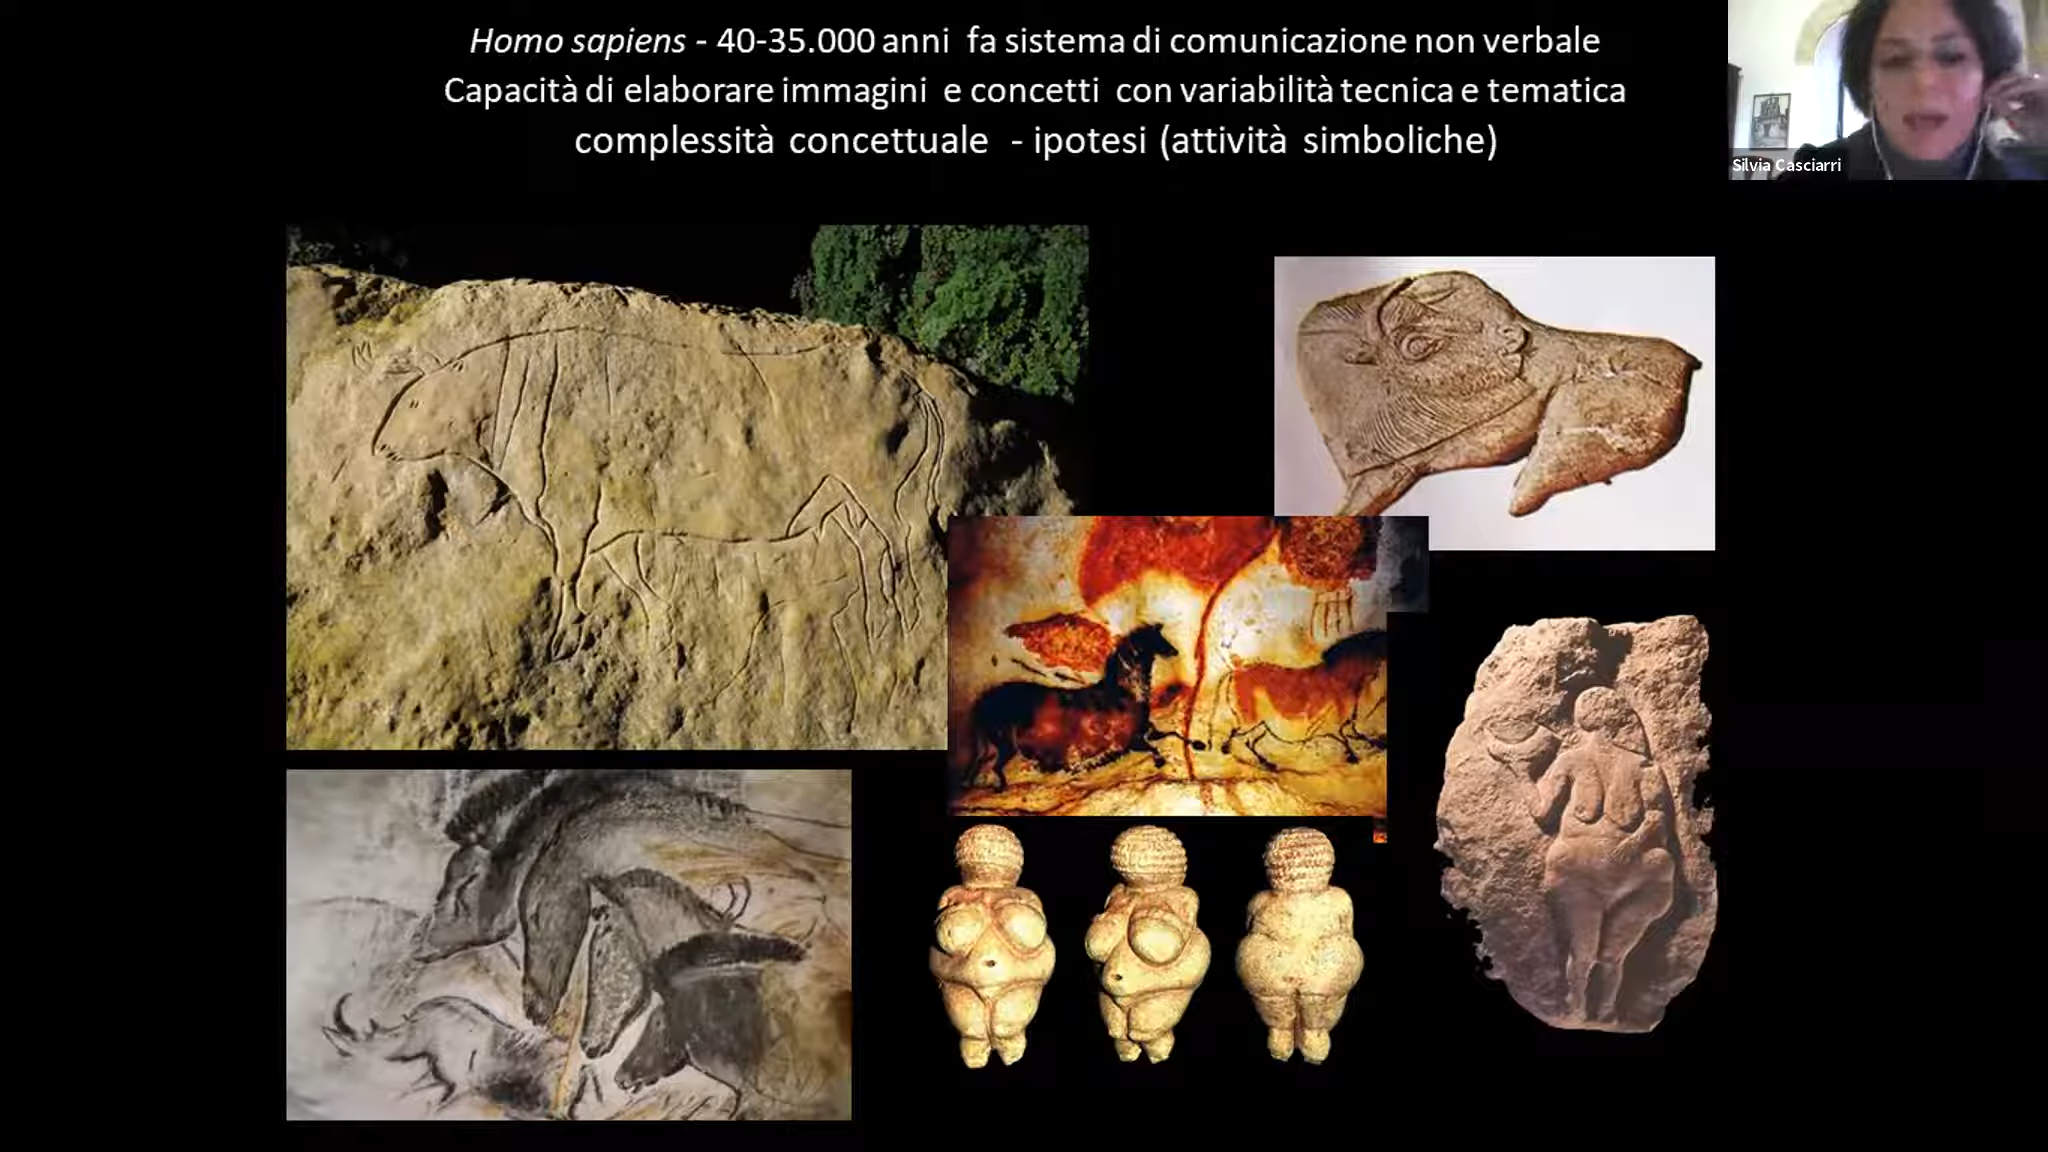 Homo sapiens - 40-35.000 anni fa sistema di comunicazione non verbale
Capacità di elaborare immagini e concetti con variabilità tecnica e tematica
complessità concettuale - ipotesi (attività simboliche)
Silvia Casciarri